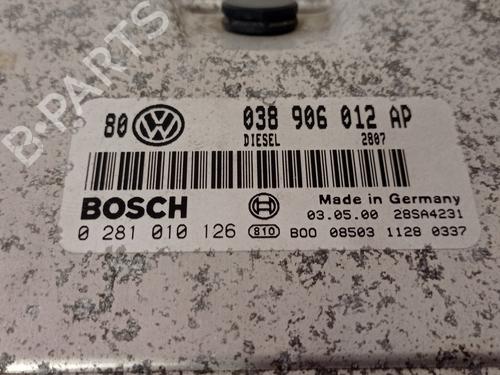 B-PARTS
80 VW 038 906 012 AP
DIESEL 2807
BOSCH Made in Germany
03.05.00 28SA4231
0 281 010 126 810 B00 08503 1128 0337